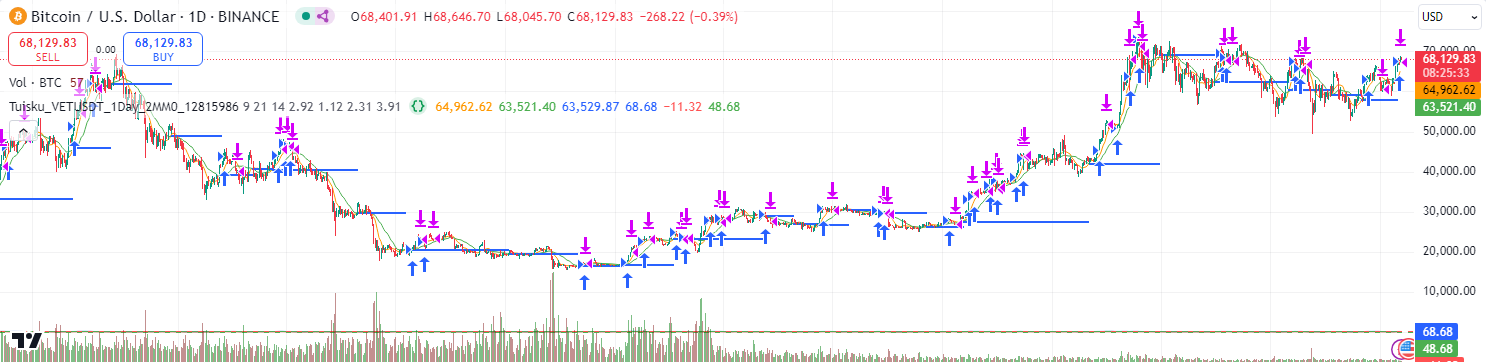 Bitcoin / U.S. Dollar · 1D · BINANCE O68,401.91 H68,646.70 L68,045.70 C68,129.83 −268.22 (−0.39%)
USD
68,129.83
SELL
0.00
68,129.83
BUY
Vol · BTC 57
Tujsku_VETUSDT_1Day_2MM0_12815986 9 21 14 2.92 1.12 2.31 3.91 64,962.62 63,521.40 63,529.87 68.68 −11.32 48.68
70,000.00
68,129.83
08:25:33
64,962.62
63,521.40
50,000.00
40,000.00
30,000.00
20,000.00
10,000.00
68.68
48.68